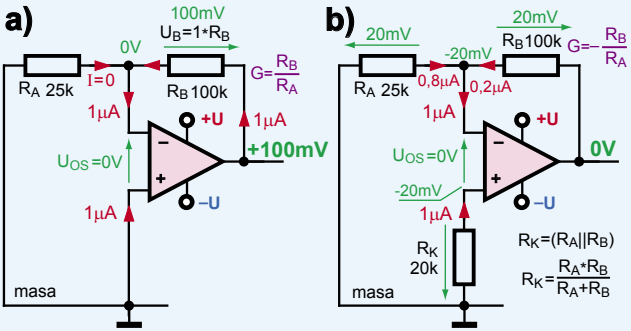 a)
100mV
U_B=1*R_B
0V
I=0
R_A 25k
R_B 100k
G=R_B/R_A
1µA
1µA
+U
−
U_OS=0V
+
+100mV
1µA
−U
masa
b)
20mV
20mV
-20mV
R_B 100k
G=-R_B/R_A
R_A 25k
0,8µA
0,2µA
1µA
+U
−
U_OS=0V
0V
-20mV
+
1µA
−U
R_K
20k
R_K=(R_A||R_B)
R_K=R_A*R_B/R_A+R_B
masa